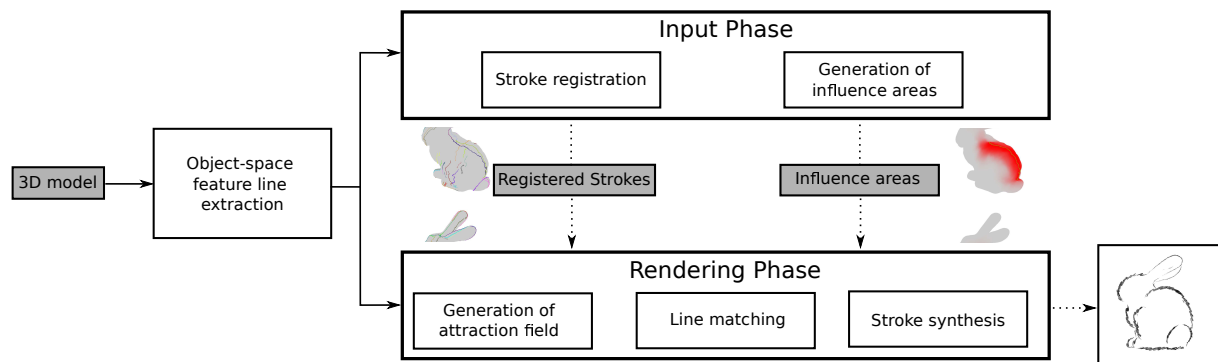 Input Phase
Stroke registration
Generation of
influence areas
3D model
Object-space
feature line
extraction
Registered Strokes
Influence areas
Rendering Phase
Generation of
attraction field
Line matching
Stroke synthesis